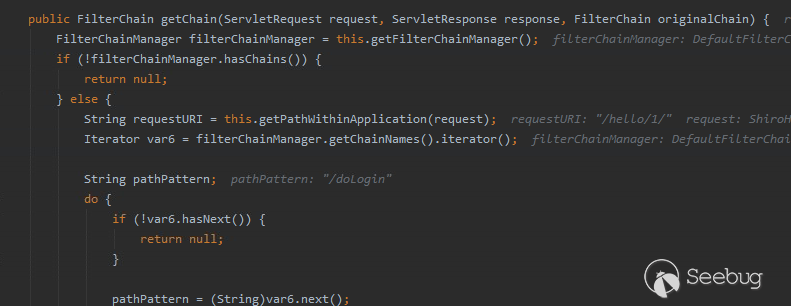 public FilterChain getChain(ServletRequest request, ServletResponse response, FilterChain originalChain) { r
FilterChainManager filterChainManager = this.getFilterChainManager(); filterChainManager: DefaultFilterC
if (!filterChainManager.hasChains()) {
return null;
} else {
String requestURI = this.getPathWithinApplication(request); requestURI: "/hello/1/" request: ShiroH
Iterator var6 = filterChainManager.getChainNames().iterator(); filterChainManager: DefaultFilterChai
String pathPattern; pathPattern: "/doLogin"
do {
if (!var6.hasNext()) {
return null;
}
pathPattern = (String)var6.next();
Seebug